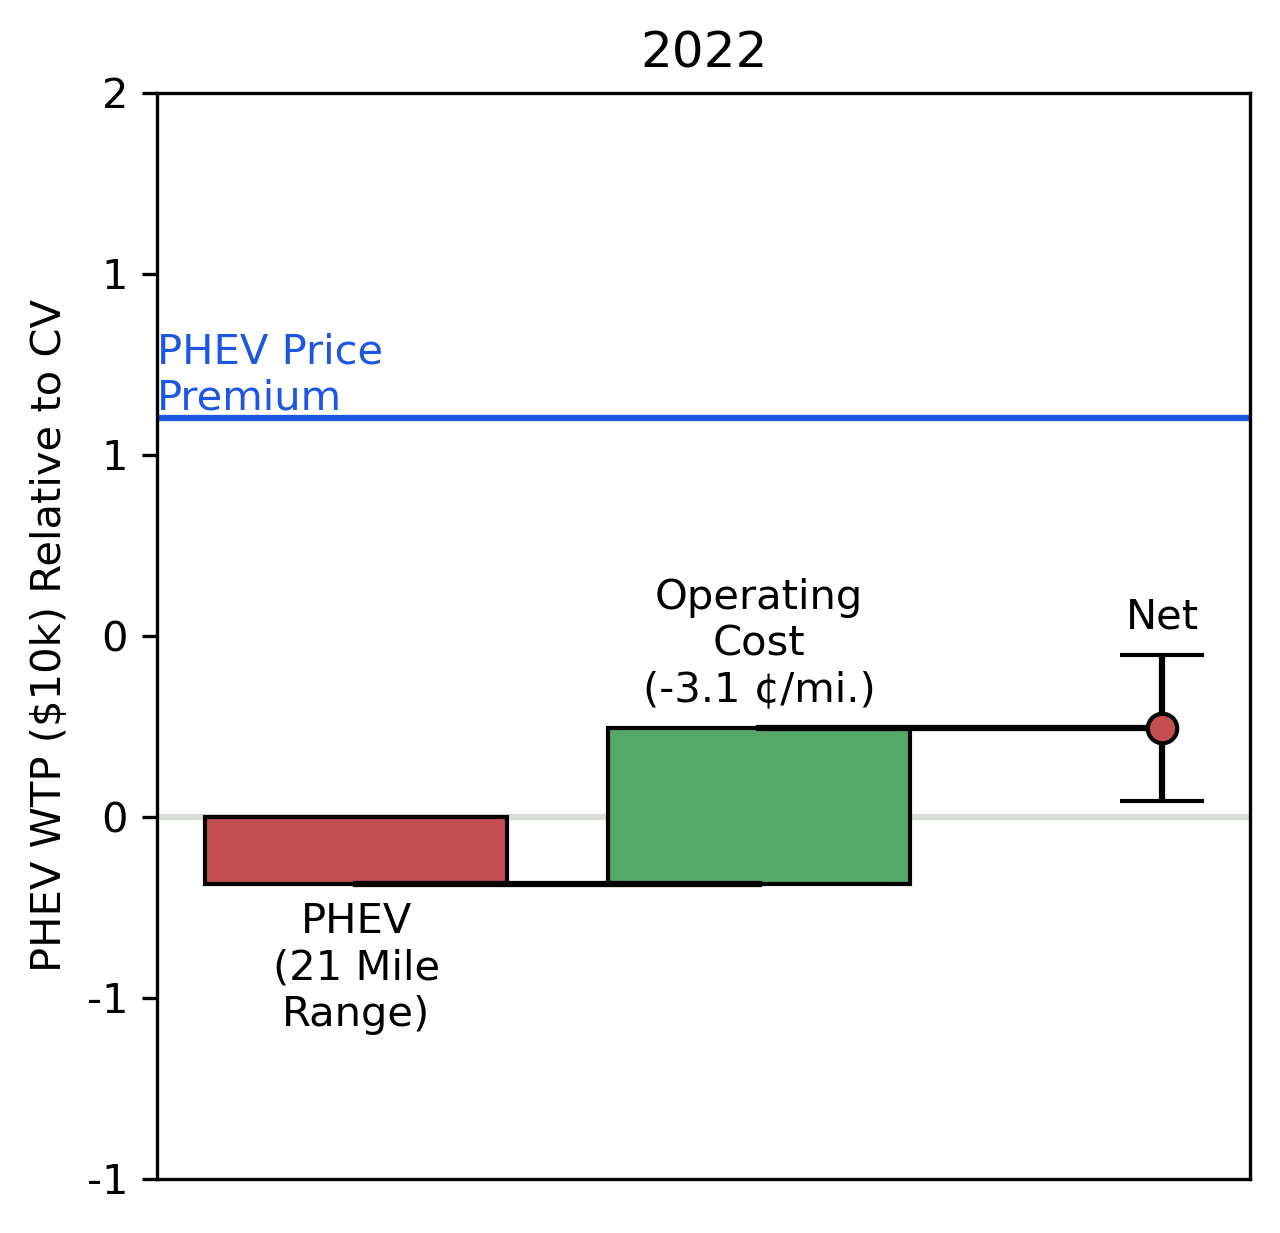 2022
2
1
1
0
0
-1
-1
PHEV WTP ($10k) Relative to CV
PHEV Price
Premium
Operating
Cost
(-3.1 ¢/mi.)
Net
PHEV
(21 Mile
Range)